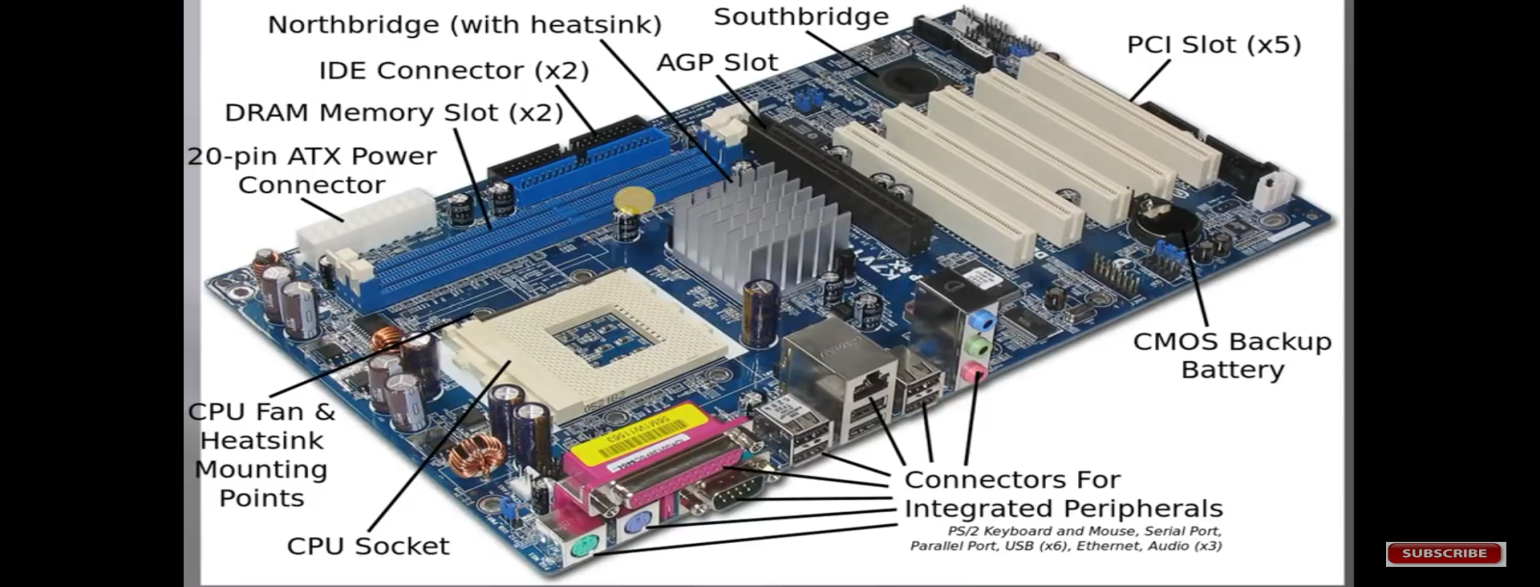 Northbridge (with heatsink)
Southbridge
IDE Connector (x2)
AGP Slot
PCI Slot (x5)
DRAM Memory Slot (x2)
20-pin ATX Power
Connector
CMOS Backup
Battery
CPU Fan &
Heatsink
Mounting
Points
CPU Socket
Connectors For
Integrated Peripherals
PS/2 Keyboard and Mouse, Serial Port,
Parallel Port, USB (x6), Ethernet, Audio (x3)
SUBSCRIBE